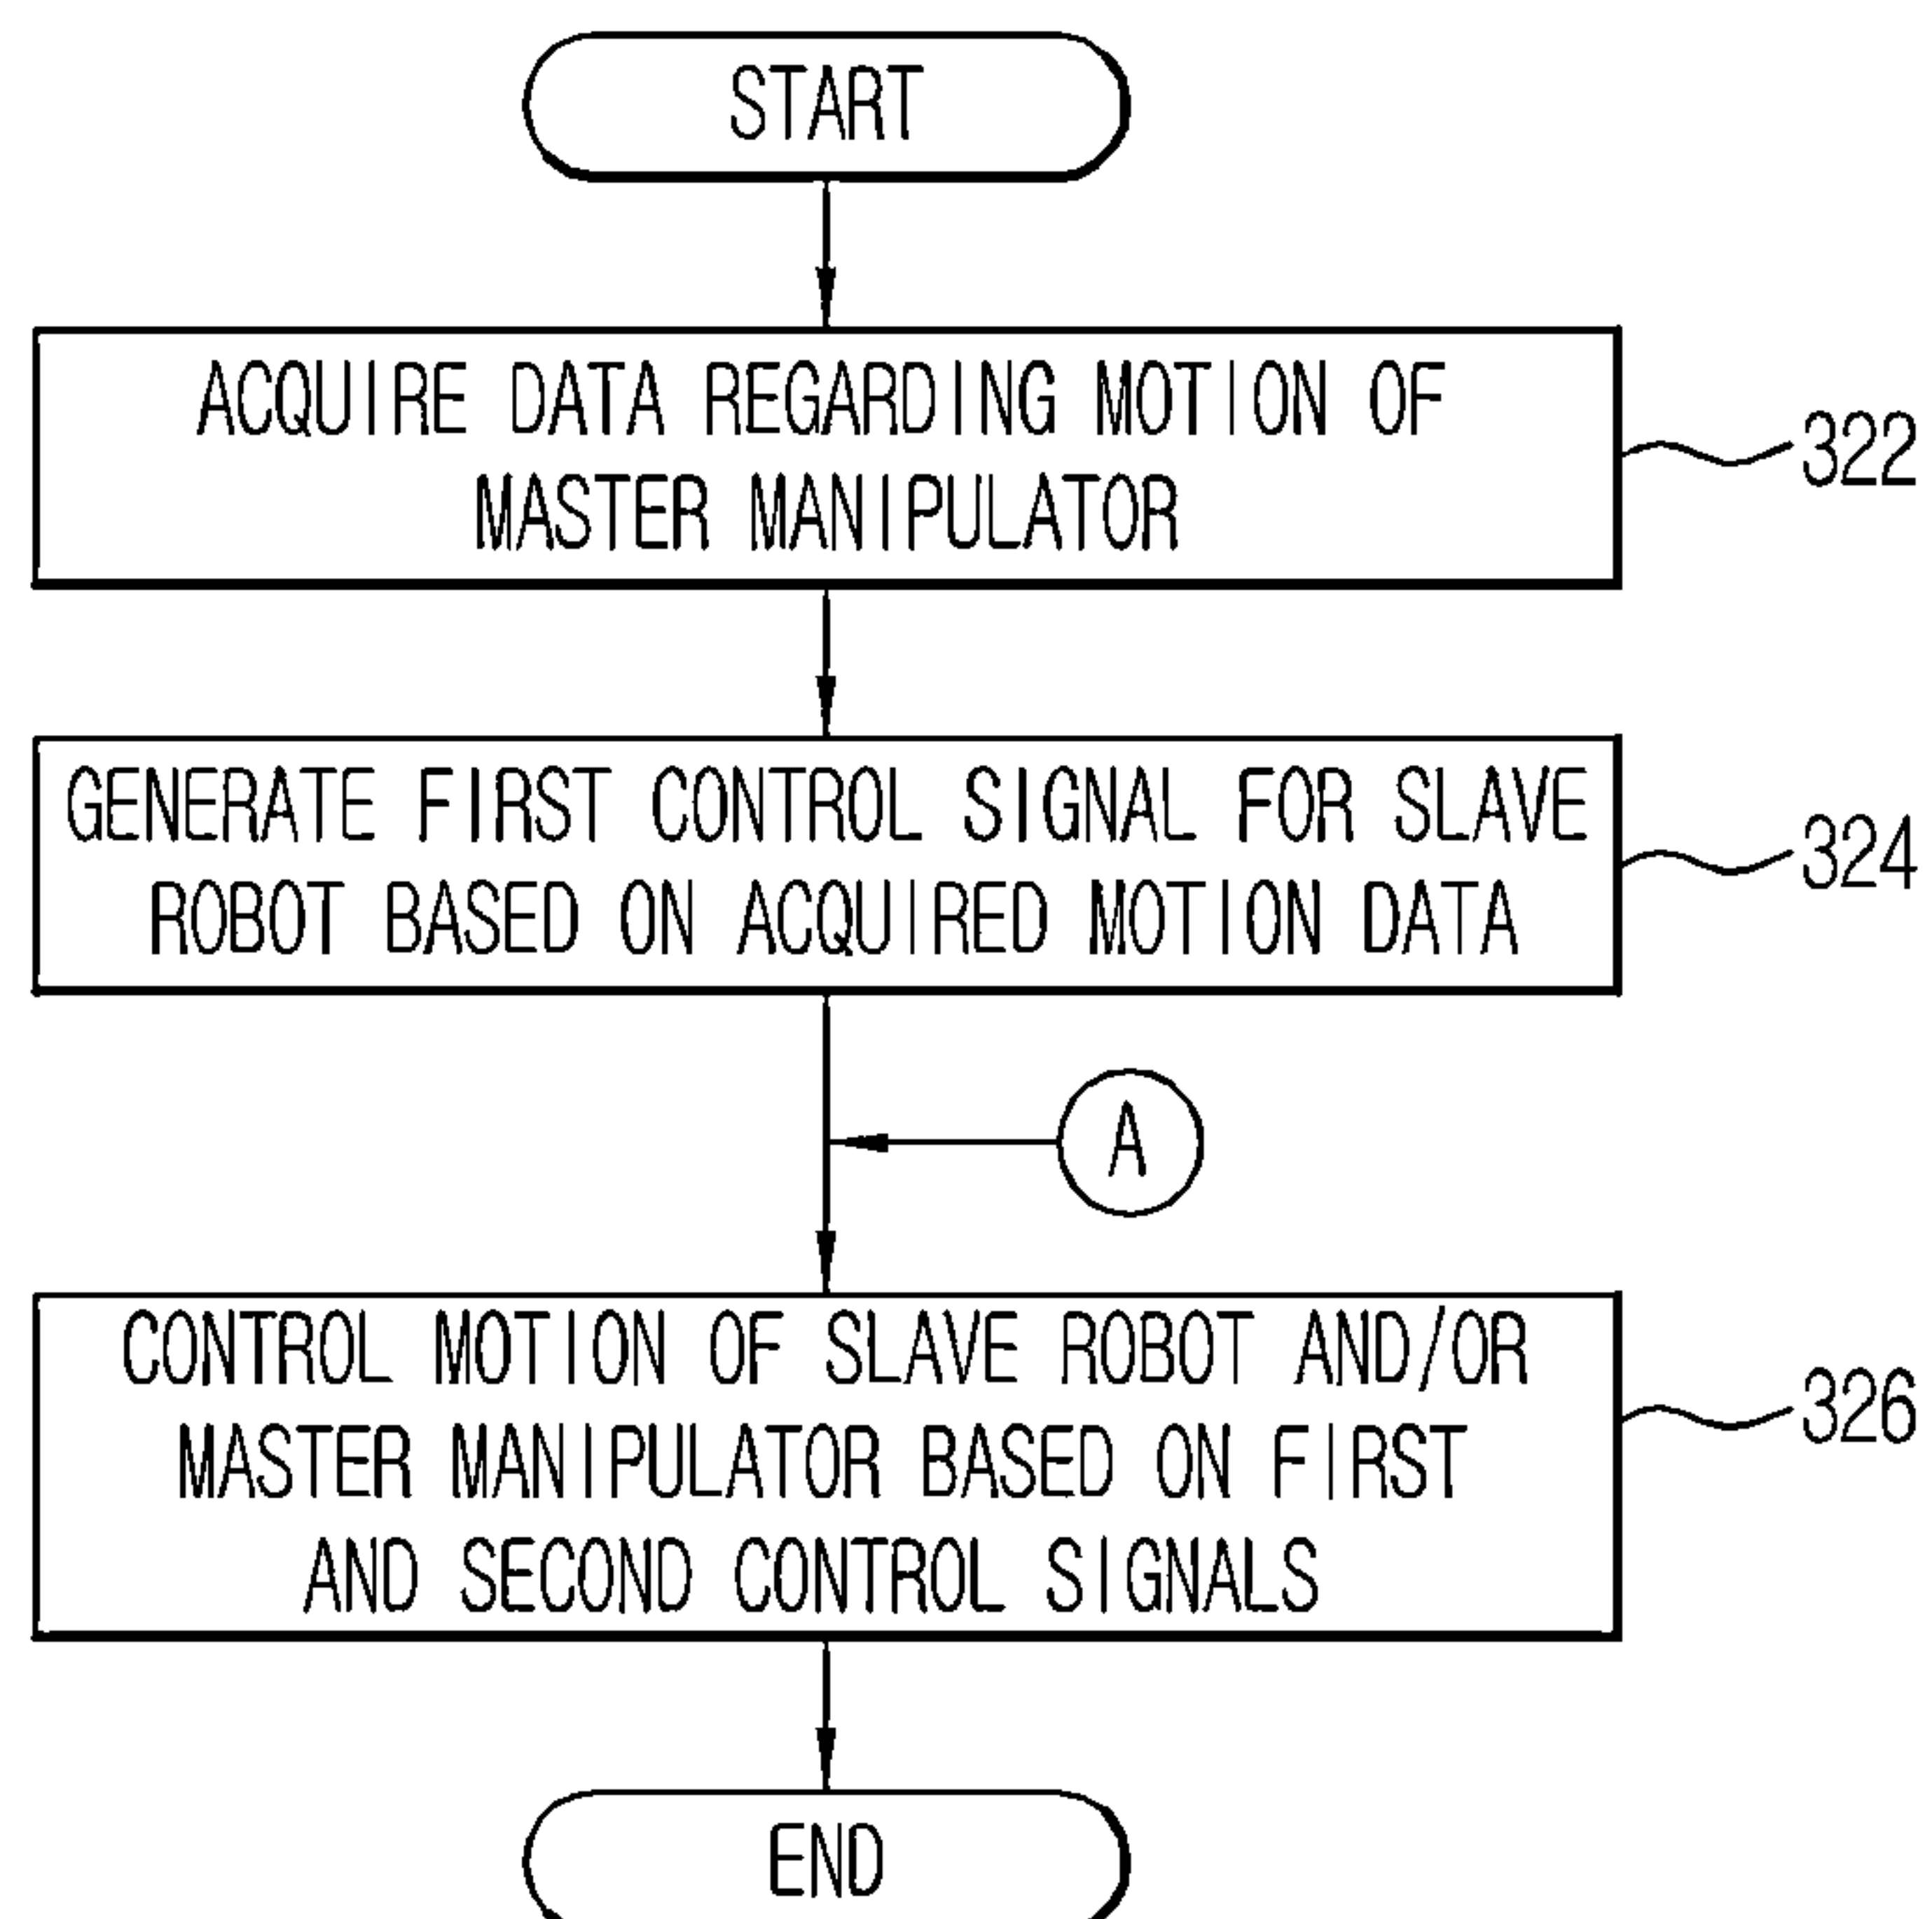 START
ACQUIRE DATA REGARDING MOTION OF
MASTER MANIPULATOR
322
GENERATE FIRST CONTROL SIGNAL FOR SLAVE
ROBOT BASED ON ACQUIRED MOTION DATA
324
A
CONTROL MOTION OF SLAVE ROBOT AND/OR
MASTER MANIPULATOR BASED ON FIRST
AND SECOND CONTROL SIGNALS
326
END